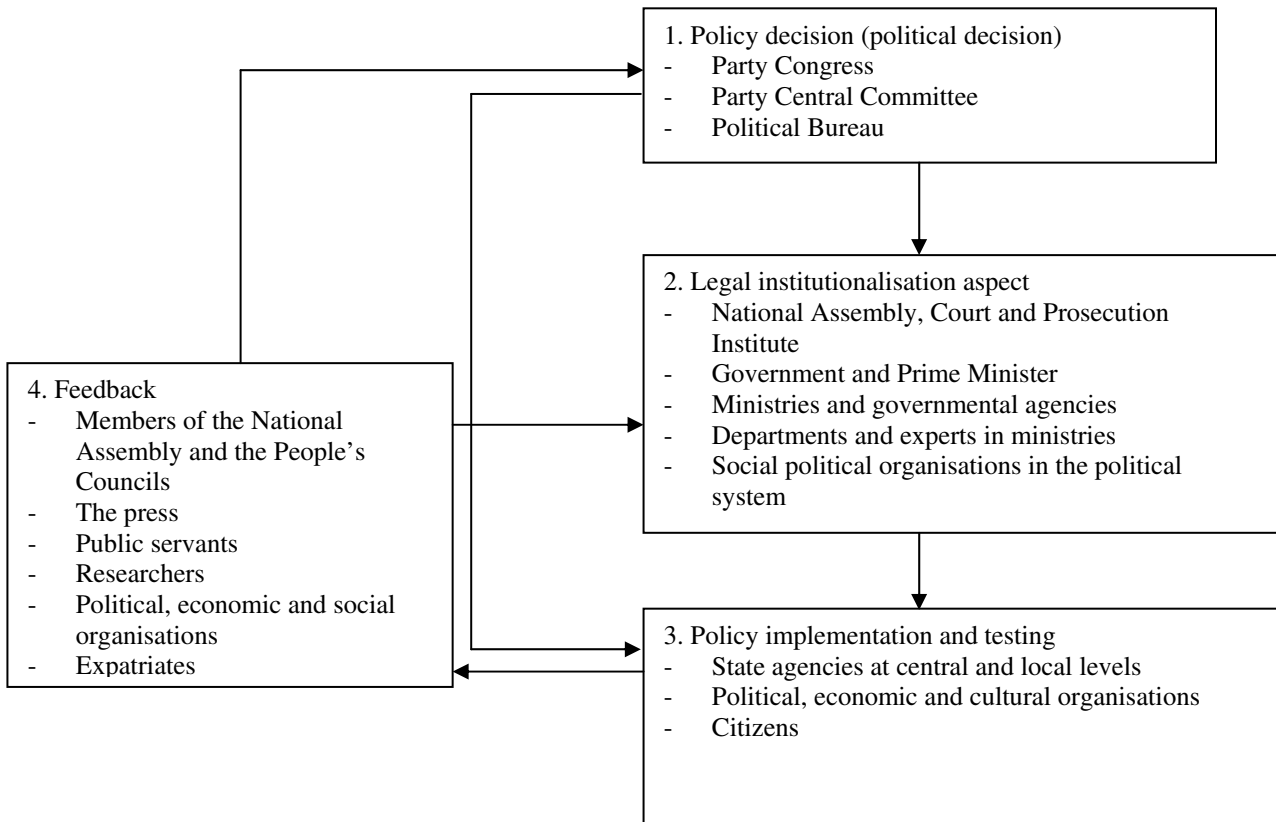 1. Policy decision (political decision)
- Party Congress
- Party Central Committee
- Political Bureau
2. Legal institutionalisation aspect
- National Assembly, Court and Prosecution
Institute
- Government and Prime Minister
- Ministries and governmental agencies
- Departments and experts in ministries
- Social political organisations in the political
system
3. Policy implementation and testing
- State agencies at central and local levels
- Political, economic and cultural organisations
- Citizens
4. Feedback
- Members of the National
Assembly and the People’s
Councils
- The press
- Public servants
- Researchers
- Political, economic and social
organisations
- Expatriates